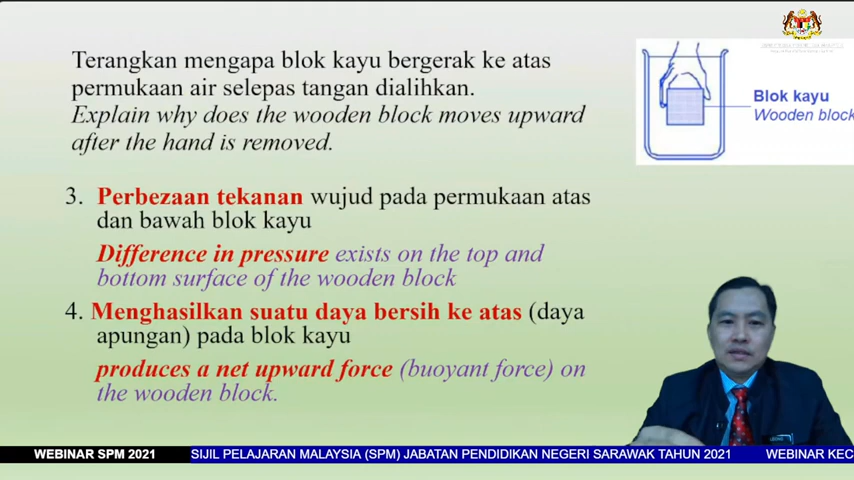 Terangkan mengapa blok kayu bergerak ke atas
permukaan air selepas tangan dialihkan.
Explain why does the wooden block moves upward
after the hand is removed.
Blok kayu
Wooden block
3. Perbezaan tekanan wujud pada permukaan atas
dan bawah blok kayu
Difference in pressure exists on the top and
bottom surface of the wooden block
4. Menghasilkan suatu daya bersih ke atas (daya
apungan) pada blok kayu
produces a net upward force (buoyant force) on
the wooden block.
WEBINAR SPM 2021 SIJIL PELAJARAN MALAYSIA (SPM) JABATAN PENDIDIKAN NEGERI SARAWAK TAHUN 2021 WEBINAR KEC